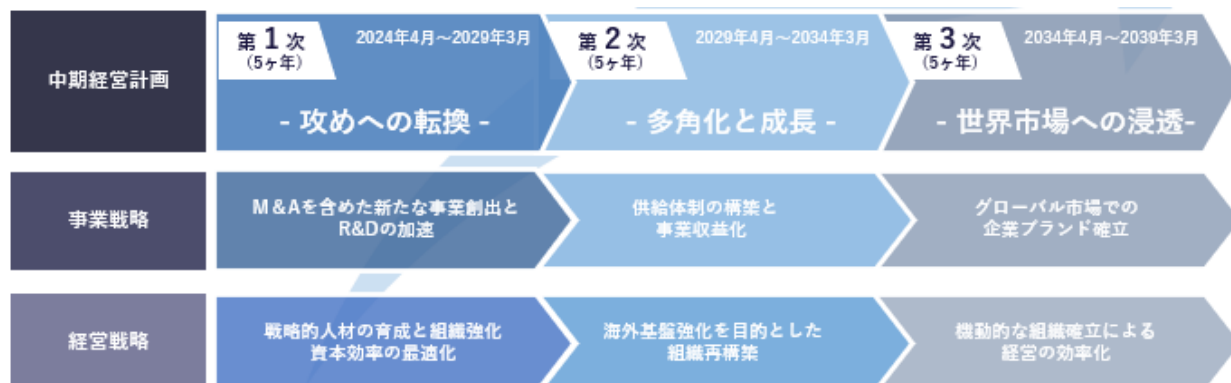 中期経営計画
第 1 次
(5ヶ年)
2024年4月～2029年3月
- 攻めへの転換 -
第 2 次
(5ヶ年)
2029年4月～2034年3月
- 多角化と成長 -
第 3 次
(5ヶ年)
2034年4月～2039年3月
- 世界市場への浸透-
事業戦略
M＆Aを含めた新たな事業創出と
R&Dの加速
供給体制の構築と
事業収益化
グローバル市場での
企業ブランド確立
経営戦略
戦略的人材の育成と組織強化
資本効率の最適化
海外基盤強化を目的とした
組織再構築
機動的な組織確立による
経営の効率化